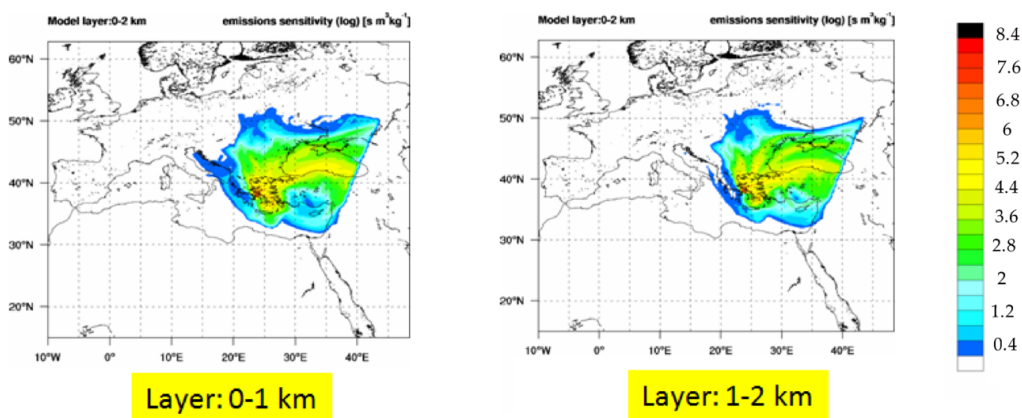 Model layer:0-2 km emissions sensitivity (log) [s m³kg⁻¹]
60°N
50°N
40°N
30°N
20°N
10°W 0° 10°E 20°E 30°E 40°E
Layer: 0-1 km
Model layer:0-2 km emissions sensitivity (log) [s m³kg⁻¹]
60°N
50°N
40°N
30°N
20°N
10°W 0° 10°E 20°E 30°E 40°E
Layer: 1-2 km
8.4
7.6
6.8
6
5.2
4.4
3.6
2.8
2
1.2
0.4